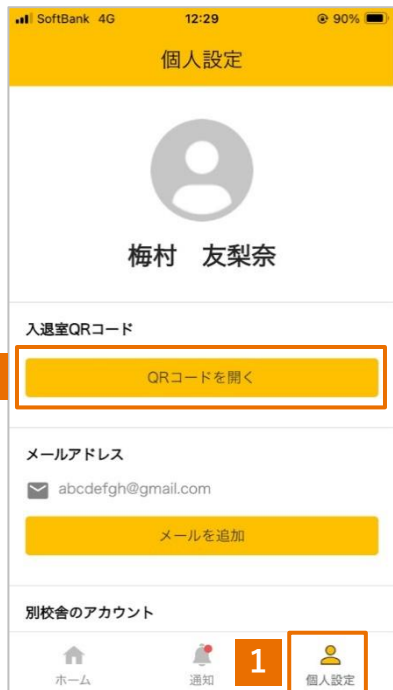 SoftBank 4G 12:29 90%
個人設定
梅村 友梨奈
入退室QRコード
QRコードを開く
メールアドレス
abcdefgh@gmail.com
メールを追加
別校舎のアカウント
1
ホーム 通知 個人設定